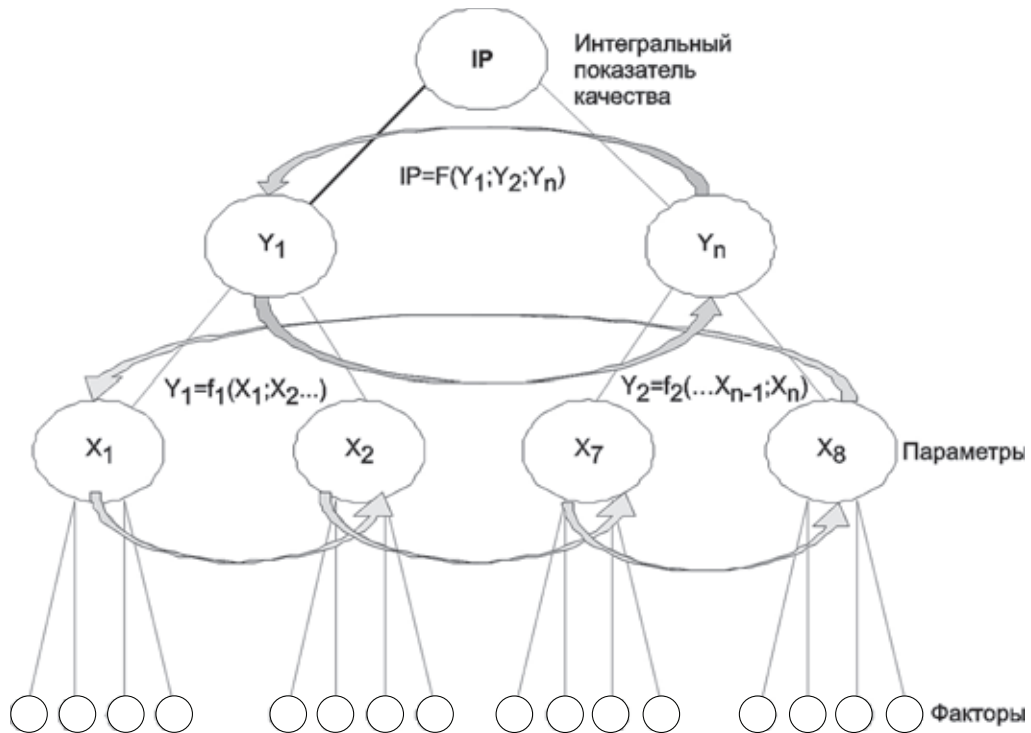 IP
Интегральный
показатель
качества
IP=F(Y₁;Y₂;Yₙ)
Y₁
Yₙ
Y₁=f₁(X₁;X₂...)
Y₂=f₂(...Xₙ₋₁;Xₙ)
X₁
X₂
X₇
X₈
Параметры
Факторы